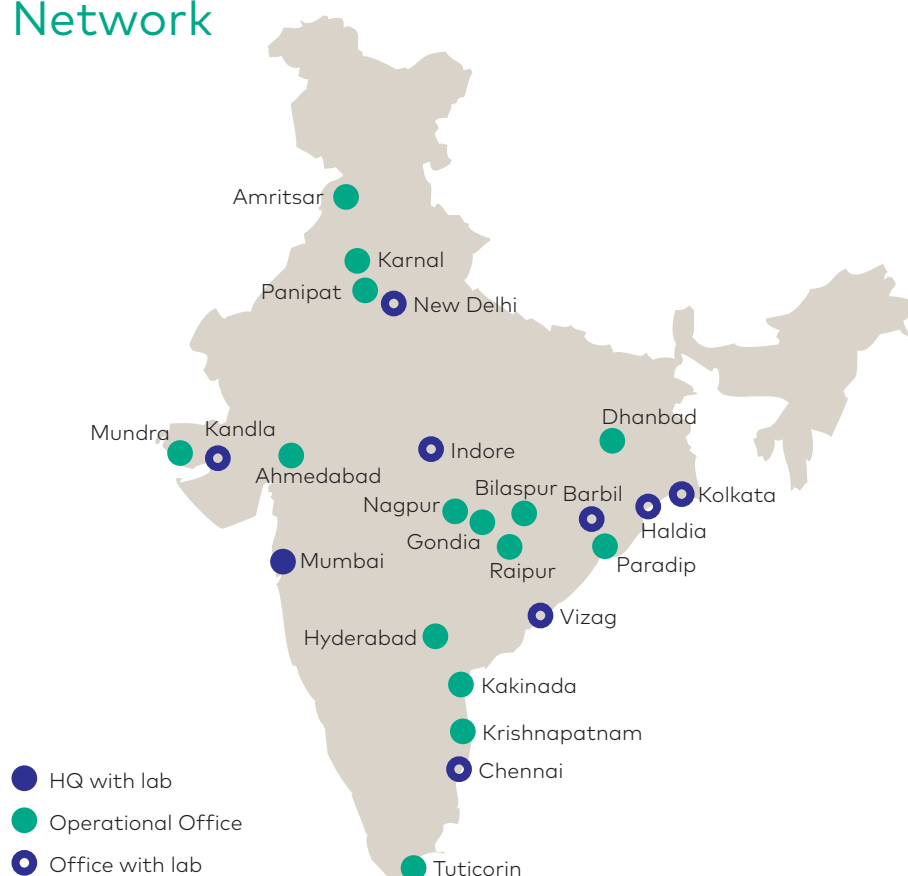 Network
Amritsar
Karnal
Panipat
New Delhi
Dhanbad
Mundra
Kandla
Indore
Ahmedabad
Bilaspur
Barbil
Kolkata
Nagpur
Haldia
Gondia
Raipur
Paradip
Mumbai
Vizag
Hyderabad
Kakinada
Krishnapatnam
Chennai
HQ with lab
Operational Office
Office with lab
Tuticorin